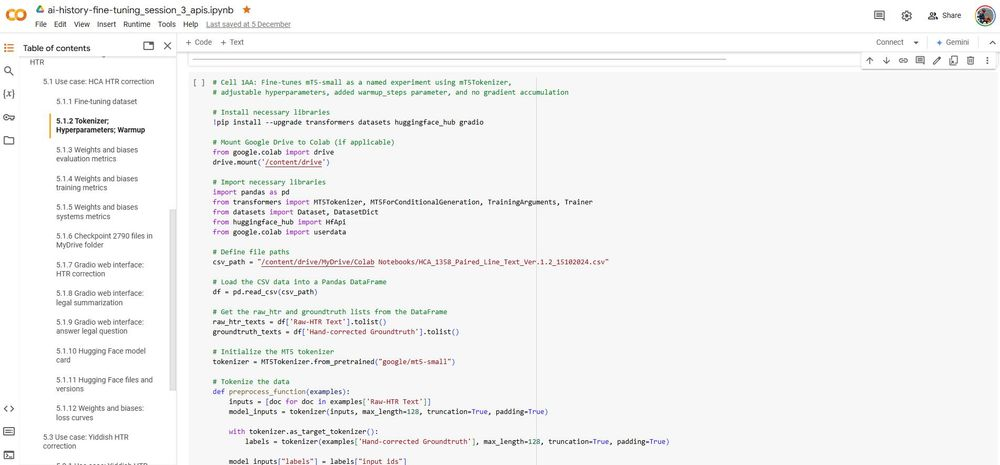 ai-history-fine-tuning_session_3_apis.ipynb
File Edit View Insert Runtime Tools Help Last saved at 5 December
Share
+ Code + Text
Connect
Gemini
Table of contents
HTR
5.1 Use case: HCA HTR correction
5.1.1 Fine-tuning dataset
5.1.2 Tokenizer;
Hyperparameters; Warmup
5.1.3 Weights and biases
evaluation metrics
5.1.4 Weights and biases
training metrics
5.1.5 Weights and biases
systems metrics
5.1.6 Checkpoint 2790 files in
MyDrive folder
5.1.7 Gradio web interface:
HTR correction
5.1.8 Gradio web interface:
legal summarization
5.1.9 Gradio web interface:
answer legal question
5.1.10 Hugging Face model
card
5.1.11 Hugging Face files and
versions
5.1.12 Weights and biases:
loss curves
5.3 Use case: Yiddish HTR
correction
[ ] # Cell 1AA: Fine-tunes mT5-small as a named experiment using mT5Tokenizer,
# adjustable hyperparameters, added warmup_steps parameter, and no gradient accumulation
# Install necessary libraries
!pip install --upgrade transformers datasets huggingface_hub gradio
# Mount Google Drive to Colab (if applicable)
from google.colab import drive
drive.mount('/content/drive')
# Import necessary libraries
import pandas as pd
from transformers import MT5Tokenizer, MT5ForConditionalGeneration, TrainingArguments, Trainer
from datasets import Dataset, DatasetDict
from huggingface_hub import HfApi
from google.colab import userdata
# Define file paths
csv_path = "/content/drive/MyDrive/Colab Notebooks/HCA_1358_Paired_Line_Text_Ver.1.2_15102024.csv"
# Load the CSV data into a Pandas DataFrame
df = pd.read_csv(csv_path)
# Get the raw_htr and groundtruth lists from the DataFrame
raw_htr_texts = df['Raw-HTR Text'].tolist()
groundtruth_texts = df['Hand-corrected Groundtruth'].tolist()
# Initialize the MT5 tokenizer
tokenizer = MT5Tokenizer.from_pretrained("google/mt5-small")
# Tokenize the data
def preprocess_function(examples):
inputs = [doc for doc in examples['Raw-HTR Text']]
model_inputs = tokenizer(inputs, max_length=128, truncation=True, padding=True)
with tokenizer.as_target_tokenizer():
labels = tokenizer(examples['Hand-corrected Groundtruth'], max_length=128, truncation=True, padding=True)
model_inputs["labels"] = labels["input_ids"]